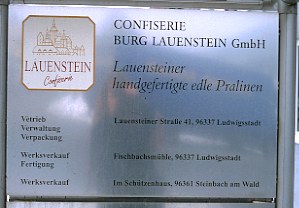 LAUENSTEIN
Confiserie
CONFISERIE
BURG LAUENSTEIN GmbH
Lauensteiner
handgefertigte edle Pralinen
Vetrieb
Verwaltung
Verpackung
Lauensteiner Straße 41, 96337 Ludwigsstadt
Werksverkauf
Fertigung
Fischbachsmühle, 96337 Ludwigsstadt
Werksverkauf
Im Schützenhaus, 96361 Steinbach am Wald